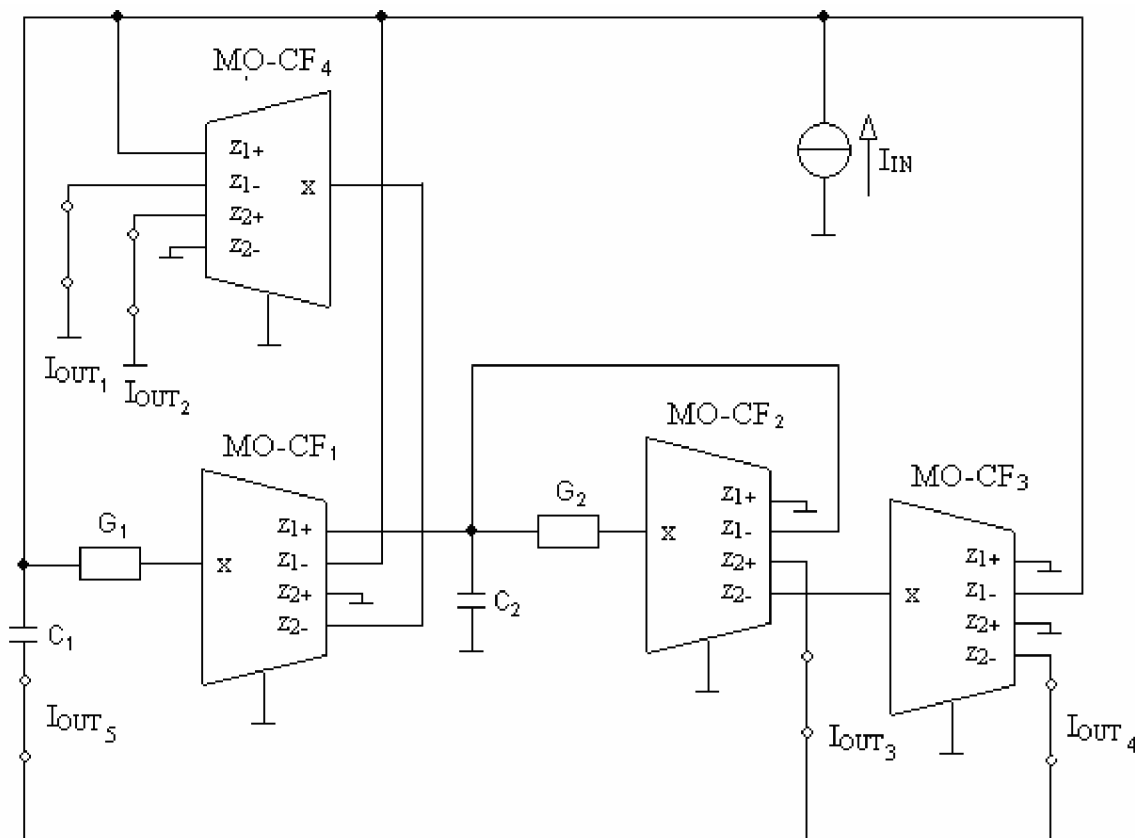 MO-CF4
z1+
z1-
x
z2+
z2-
IIN
IOUT1
IOUT2
MO-CF1
G1
x
z1+
z1-
z2+
z2-
C1
IOUT5
C2
MO-CF2
G2
x
z1+
z1-
z2+
z2-
IOUT3
MO-CF3
x
z1+
z1-
z2+
z2-
IOUT4